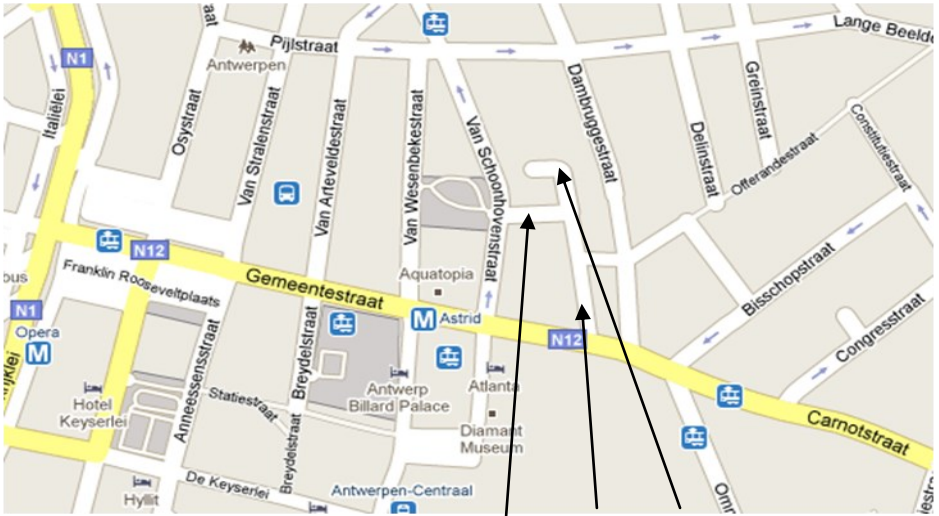 aat
Pijlstraat
Lange Beelde
N1
Antwerpen
Italiëlei
Osystraat
Van Stralenstraat
Van Arteveldestraat
Van Wesenbekestraat
Van Schoonhovenstraat
Dambruggestraat
Delinstraat
Greinstraat
Offerandestraat
Constitutiestraat
N12
bus
Franklin Rooseveltplaats
Gemeentestraat
Aquatopia
Bisschopstraat
N1
Opera
M
M
Astrid
N12
Congresstraat
Breydelstraat
Anneessensstraat
Statiestraat
Hotel
Keyserlei
Antwerp
Billard Palace
Atlanta
Diamant
Museum
Carnotstraat
Breydelstraat
De Keyserlei
Hyllit
Antwerpen-Centraal
Omm